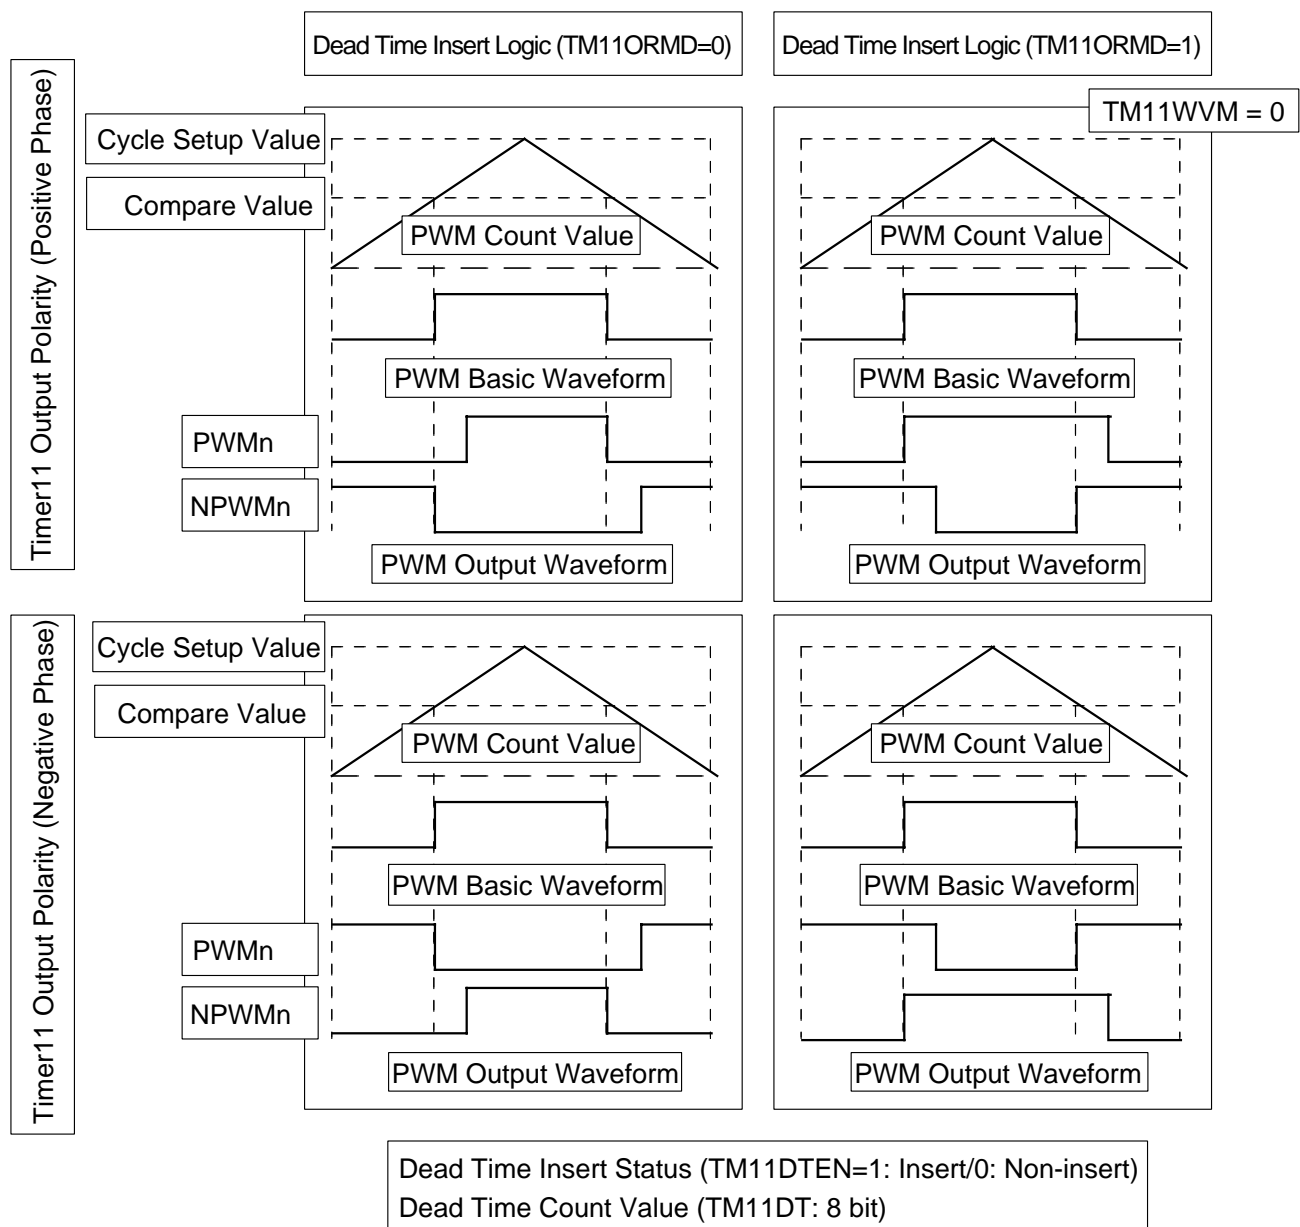 Dead Time Insert Logic (TM11ORMD=0)
Dead Time Insert Logic (TM11ORMD=1)
TM11WVM = 0
Timer11 Output Polarity (Positive Phase)
Cycle Setup Value
Compare Value
PWM Count Value
PWM Count Value
PWM Basic Waveform
PWM Basic Waveform
PWMn
NPWMn
PWM Output Waveform
PWM Output Waveform
Timer11 Output Polarity (Negative Phase)
Cycle Setup Value
Compare Value
PWM Count Value
PWM Count Value
PWM Basic Waveform
PWM Basic Waveform
PWMn
NPWMn
PWM Output Waveform
PWM Output Waveform
Dead Time Insert Status (TM11DTEN=1: Insert/0: Non-insert)
Dead Time Count Value (TM11DT: 8 bit)